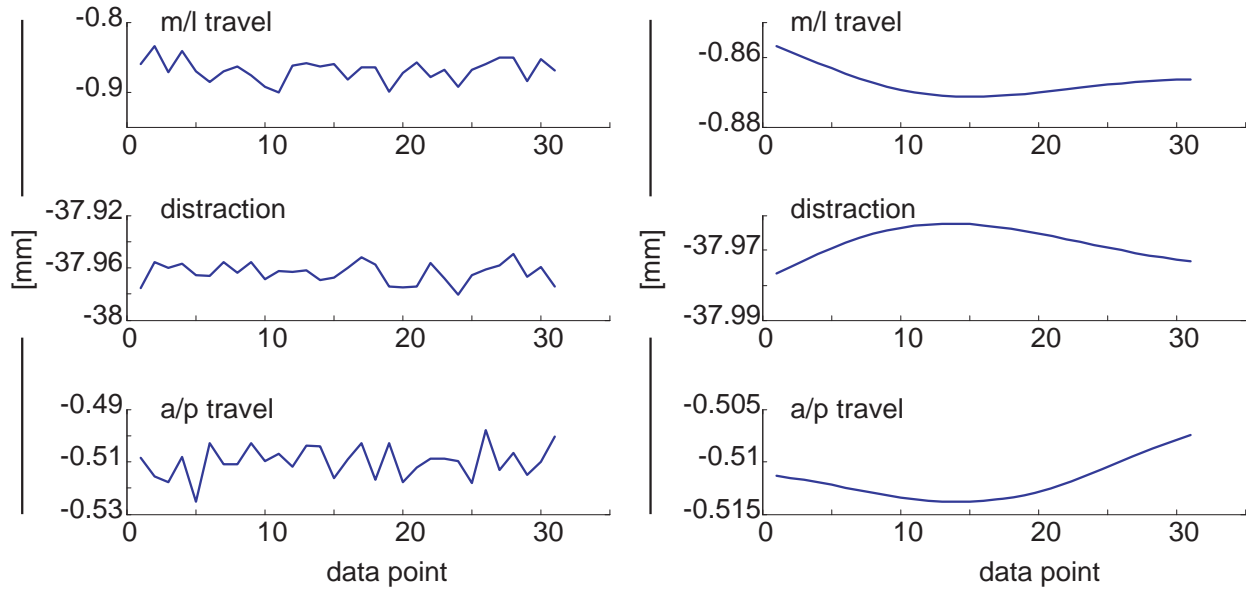 m/l travel
-0.8
-0.9
0 10 20 30
distraction
-37.92
-37.96
-38
0 10 20 30
[mm]
a/p travel
-0.49
-0.51
-0.53
0 10 20 30
data point
m/l travel
-0.86
-0.88
0 10 20 30
distraction
-37.97
-37.99
0 10 20 30
[mm]
a/p travel
-0.505
-0.51
-0.515
0 10 20 30
data point